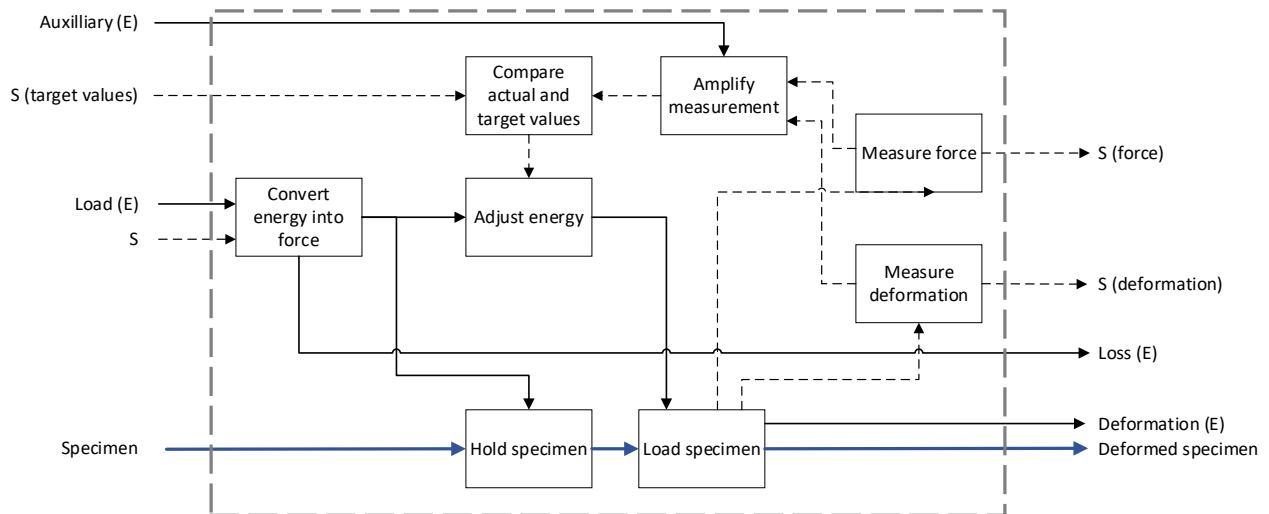 Auxilliary (E)
S (target values)
Compare
actual and
target values
Amplify
measurement
Measure force
S (force)
Load (E)
S
Convert
energy into
force
Adjust energy
Measure
deformation
S (deformation)
Loss (E)
Specimen
Hold specimen
Load specimen
Deformation (E)
Deformed specimen